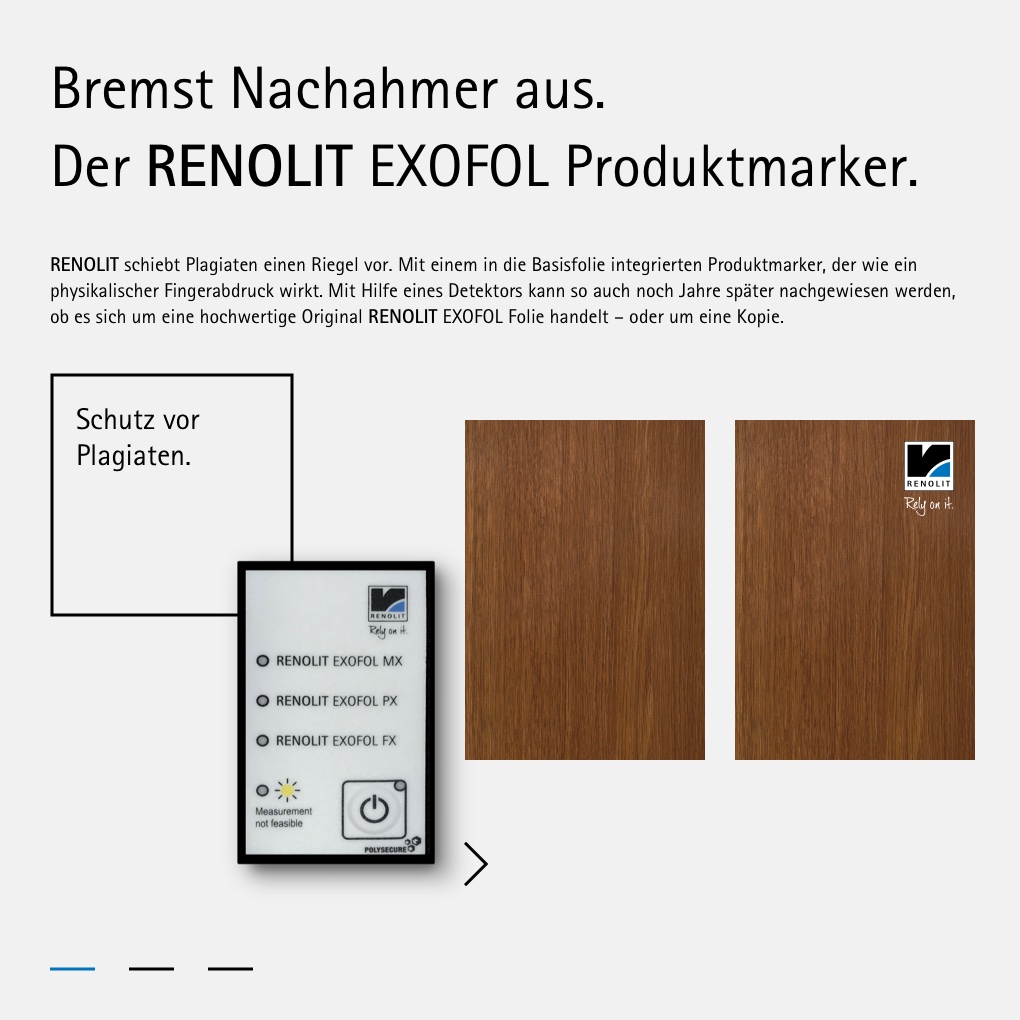 Bremst Nachahmer aus.
Der RENOLIT EXOFOL Produktmarker.
RENOLIT schiebt Plagiaten einen Riegel vor. Mit einem in die Basisfolie integrierten Produktmarker, der wie ein
physikalischer Fingerabdruck wirkt. Mit Hilfe eines Detektors kann so auch noch Jahre später nachgewiesen werden,
ob es sich um eine hochwertige Original RENOLIT EXOFOL Folie handelt – oder um eine Kopie.
Schutz vor
Plagiaten.
RENOLIT
Rely on it.
RENOLIT EXOFOL MX
RENOLIT EXOFOL PX
RENOLIT EXOFOL FX
Measurement
not feasible
POLYSECURE
RENOLIT
Rely on it.